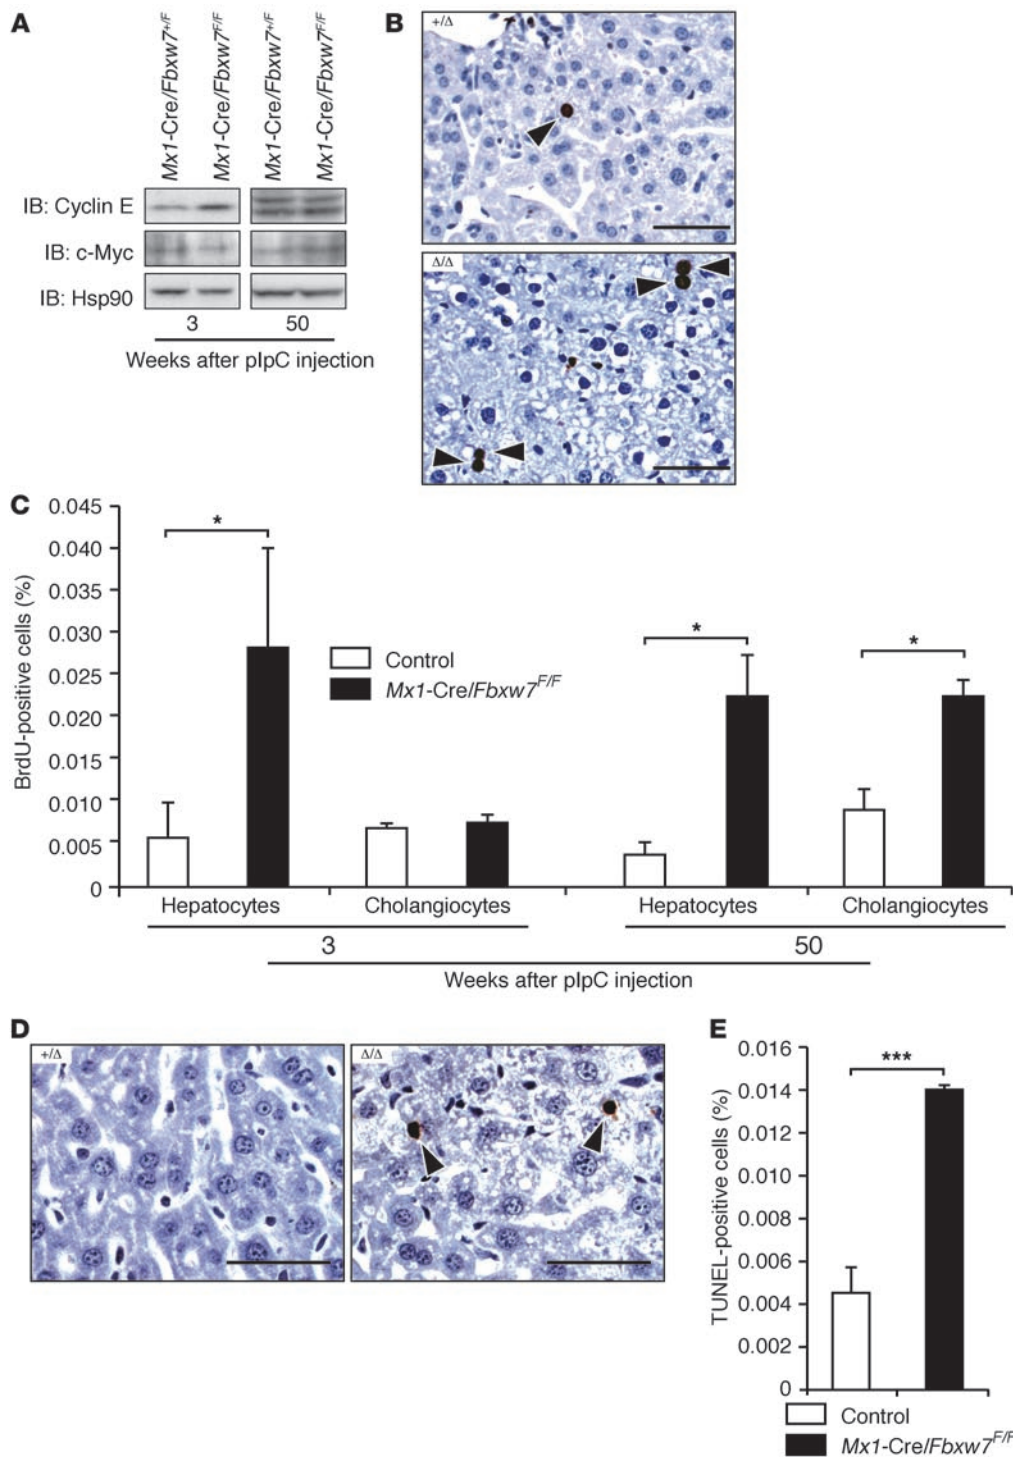 A
Mx1-Cre/Fbxw7+/F
Mx1-Cre/Fbxw7F/F
Mx1-Cre/Fbxw7+/F
Mx1-Cre/Fbxw7F/F
IB: Cyclin E
IB: c-Myc
IB: Hsp90
3 50
Weeks after pIpC injection
B
+/Δ
Δ/Δ
C
BrdU-positive cells (%)
0.045
0.040
0.035
0.030
0.025
0.020
0.015
0.010
0.005
0
* * *
Control
Mx1-Cre/Fbxw7F/F
Hepatocytes Cholangiocytes Hepatocytes Cholangiocytes
3 50
Weeks after pIpC injection
D
+/Δ Δ/Δ
E
TUNEL-positive cells (%)
0.016
0.014
0.012
0.010
0.008
0.006
0.004
0.002
0
***
Control
Mx1-Cre/Fbxw7F/F